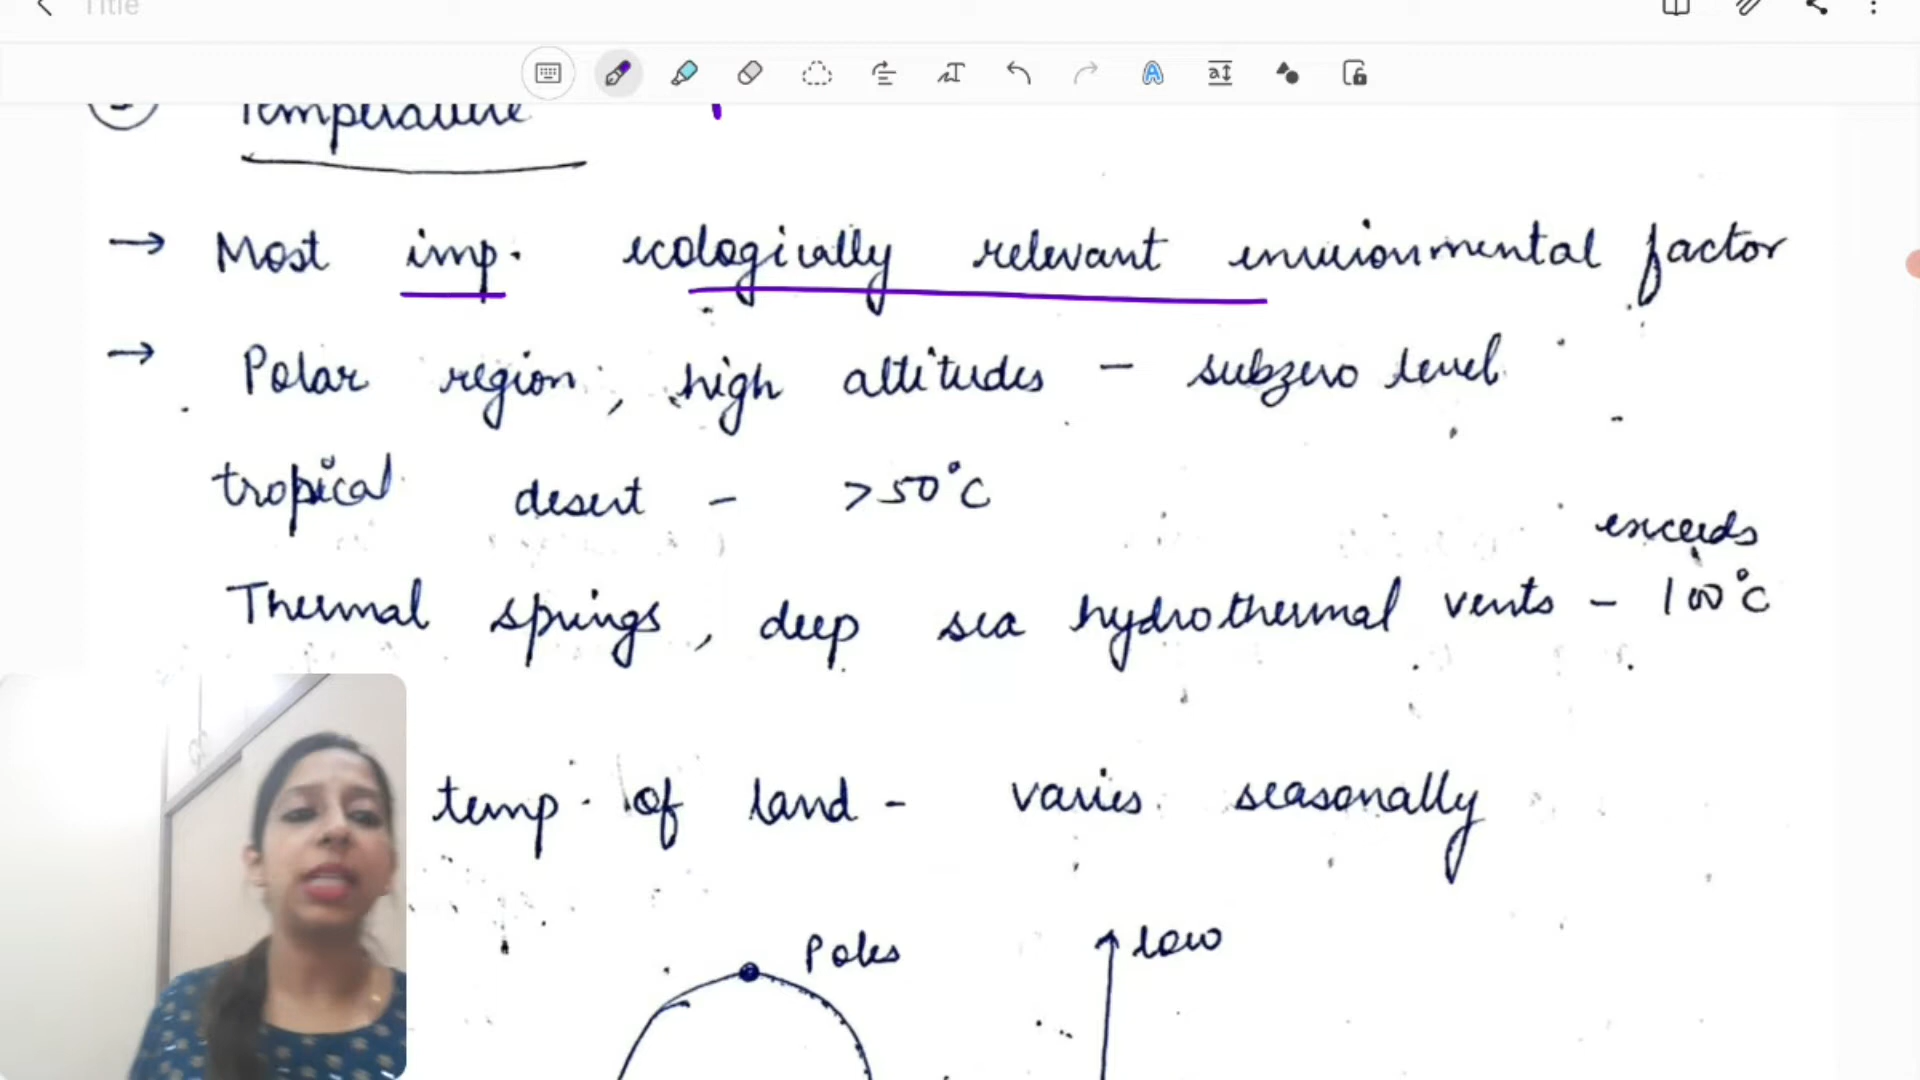 Title
Temperature
→ Most imp. ecologically relevant environmental factor
→ Polar region, high altitudes - subzero level
tropical desert - >50°C
exceeds
Thermal springs, deep sea hydrothermal vents - 100°C
temp. of land - varies seasonally
Poles
low